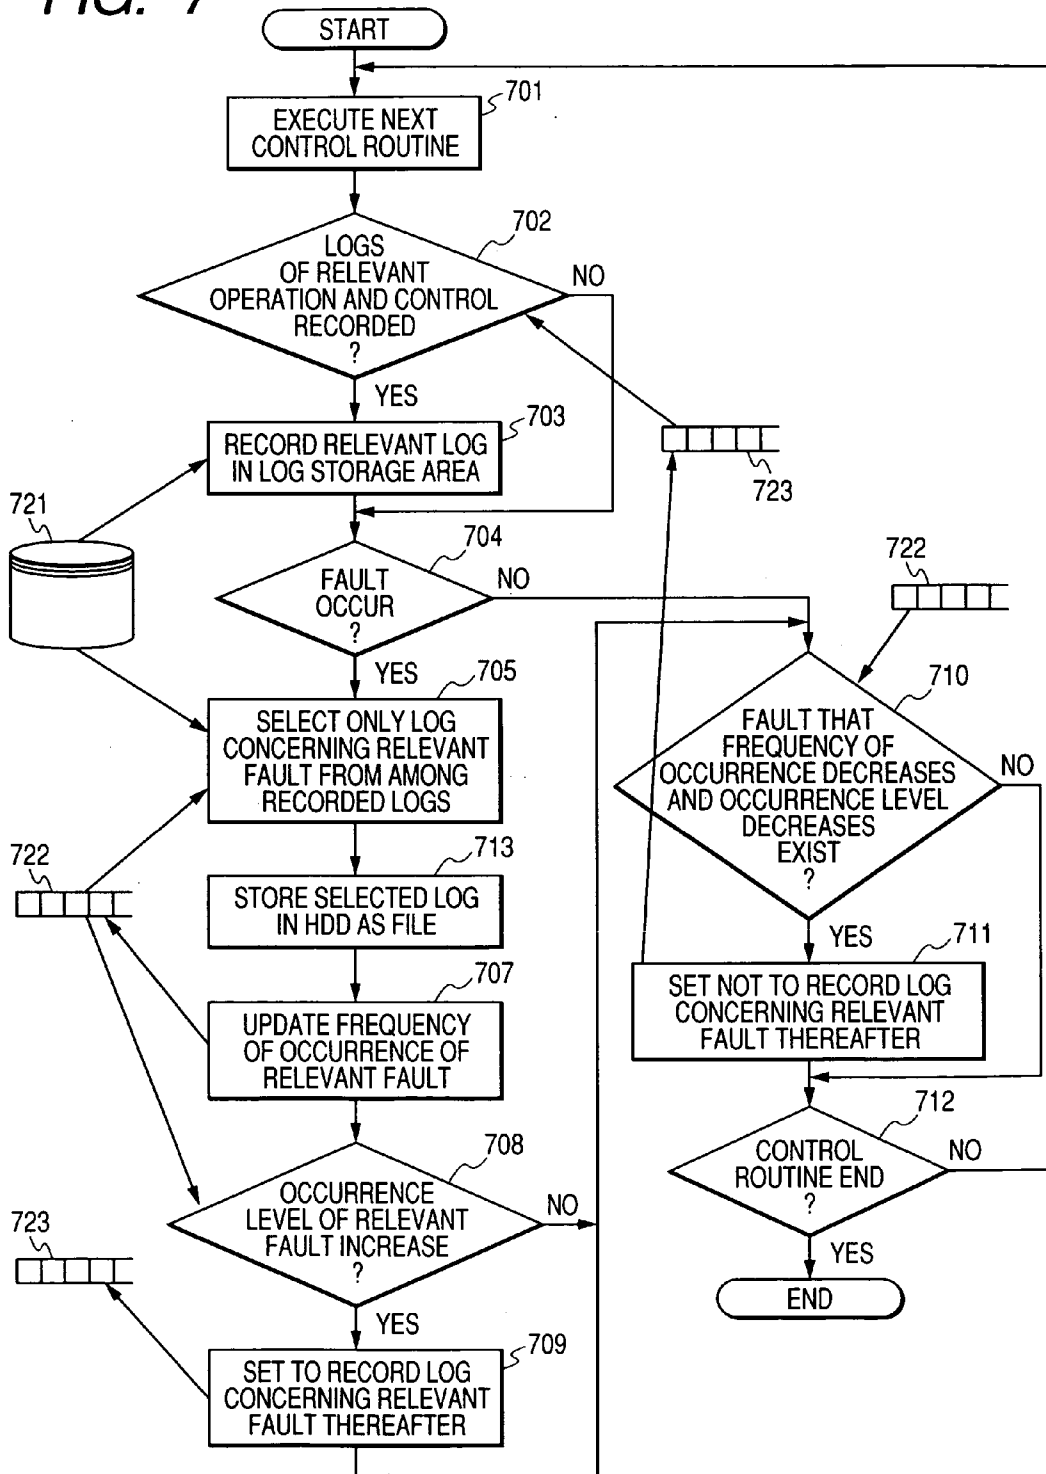 FIG. 7
START
701
EXECUTE NEXT
CONTROL ROUTINE
702
LOGS
OF RELEVANT
OPERATION AND CONTROL
RECORDED
?
NO
YES
703
RECORD RELEVANT LOG
IN LOG STORAGE AREA
723
721
704
FAULT
OCCUR
?
NO
YES
722
705
SELECT ONLY LOG
CONCERNING RELEVANT
FAULT FROM AMONG
RECORDED LOGS
710
FAULT THAT
FREQUENCY OF
OCCURRENCE DECREASES
AND OCCURRENCE LEVEL
DECREASES
EXIST
?
NO
YES
722
713
STORE SELECTED LOG
IN HDD AS FILE
711
SET NOT TO RECORD LOG
CONCERNING RELEVANT
FAULT THEREAFTER
707
UPDATE FREQUENCY
OF OCCURRENCE OF
RELEVANT FAULT
712
CONTROL
ROUTINE END
?
NO
YES
END
708
OCCURRENCE
LEVEL OF RELEVANT
FAULT INCREASE
?
NO
YES
723
709
SET TO RECORD LOG
CONCERNING RELEVANT
FAULT THEREAFTER